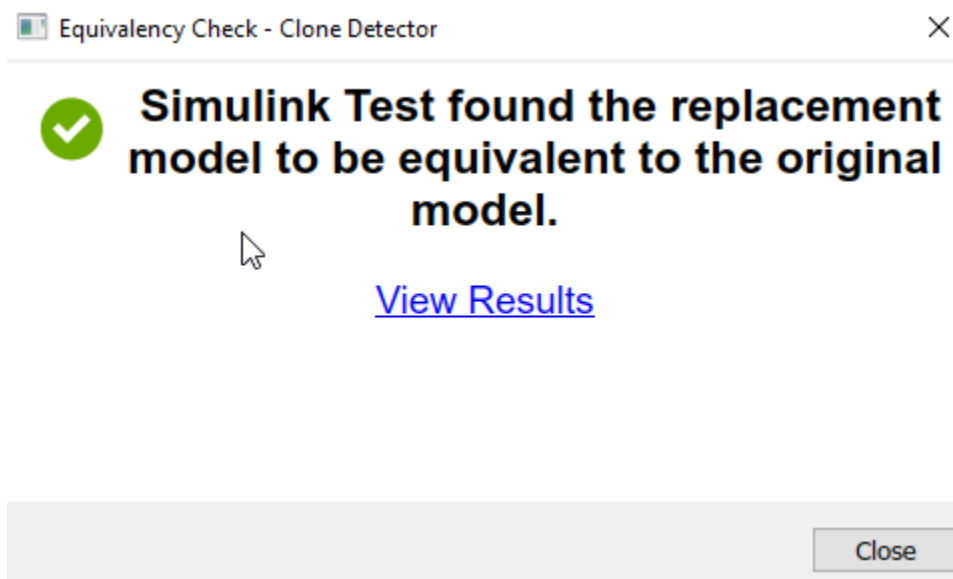 Equivalency Check - Clone Detector
Simulink Test found the replacement
model to be equivalent to the original
model.
View Results
Close